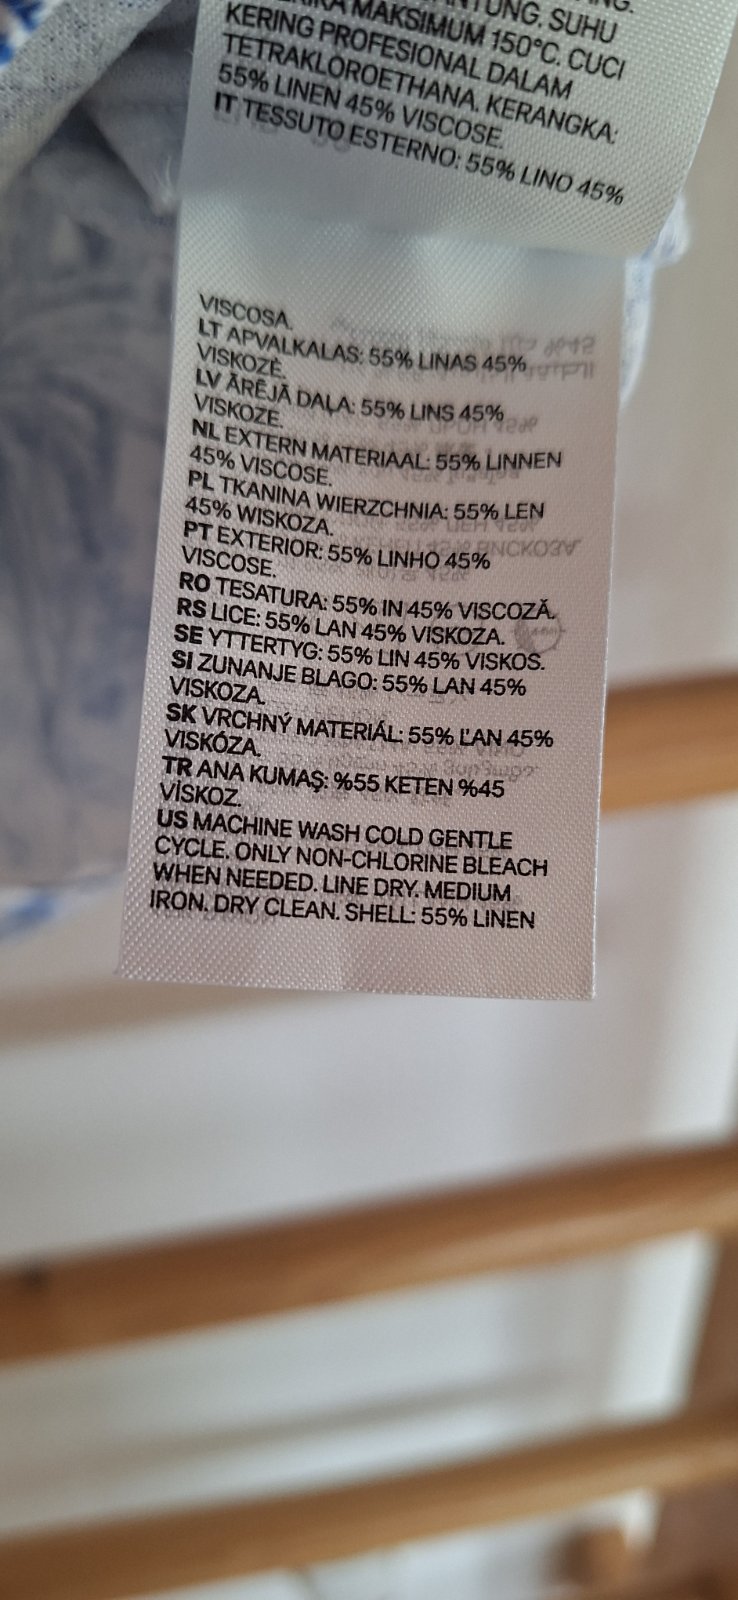 MAKSIMUM 150°C. CUCI
KERING PROFESIONAL DALAM
TETRAKLOROETHANA. KERANGKA:
55% LINEN 45% VISCOSE.
IT TESSUTO ESTERNO: 55% LINO 45%
VISCOSA.
LT APVALKALAS: 55% LINAS 45%
VISKOZĖ.
LV ĀRĒJĀ DAĻA: 55% LINS 45%
VISKOZE.
NL EXTERN MATERIAAL: 55% LINNEN
45% VISCOSE.
PL TKANINA WIERZCHNIA: 55% LEN
45% WISKOZA.
PT EXTERIOR: 55% LINHO 45%
VISCOSE.
RO TESATURA: 55% IN 45% VISCOZĂ.
RS LICE: 55% LAN 45% VISKOZA.
SE YTTERTYG: 55% LIN 45% VISKOS.
SI ZUNANJE BLAGO: 55% LAN 45%
VISKOZA.
SK VRCHNÝ MATERIÁL: 55% ĽAN 45%
VISKÓZA.
TR ANA KUMAŞ: %55 KETEN %45
VİSKOZ.
US MACHINE WASH COLD GENTLE
CYCLE. ONLY NON-CHLORINE BLEACH
WHEN NEEDED. LINE DRY. MEDIUM
IRON. DRY CLEAN. SHELL: 55% LINEN